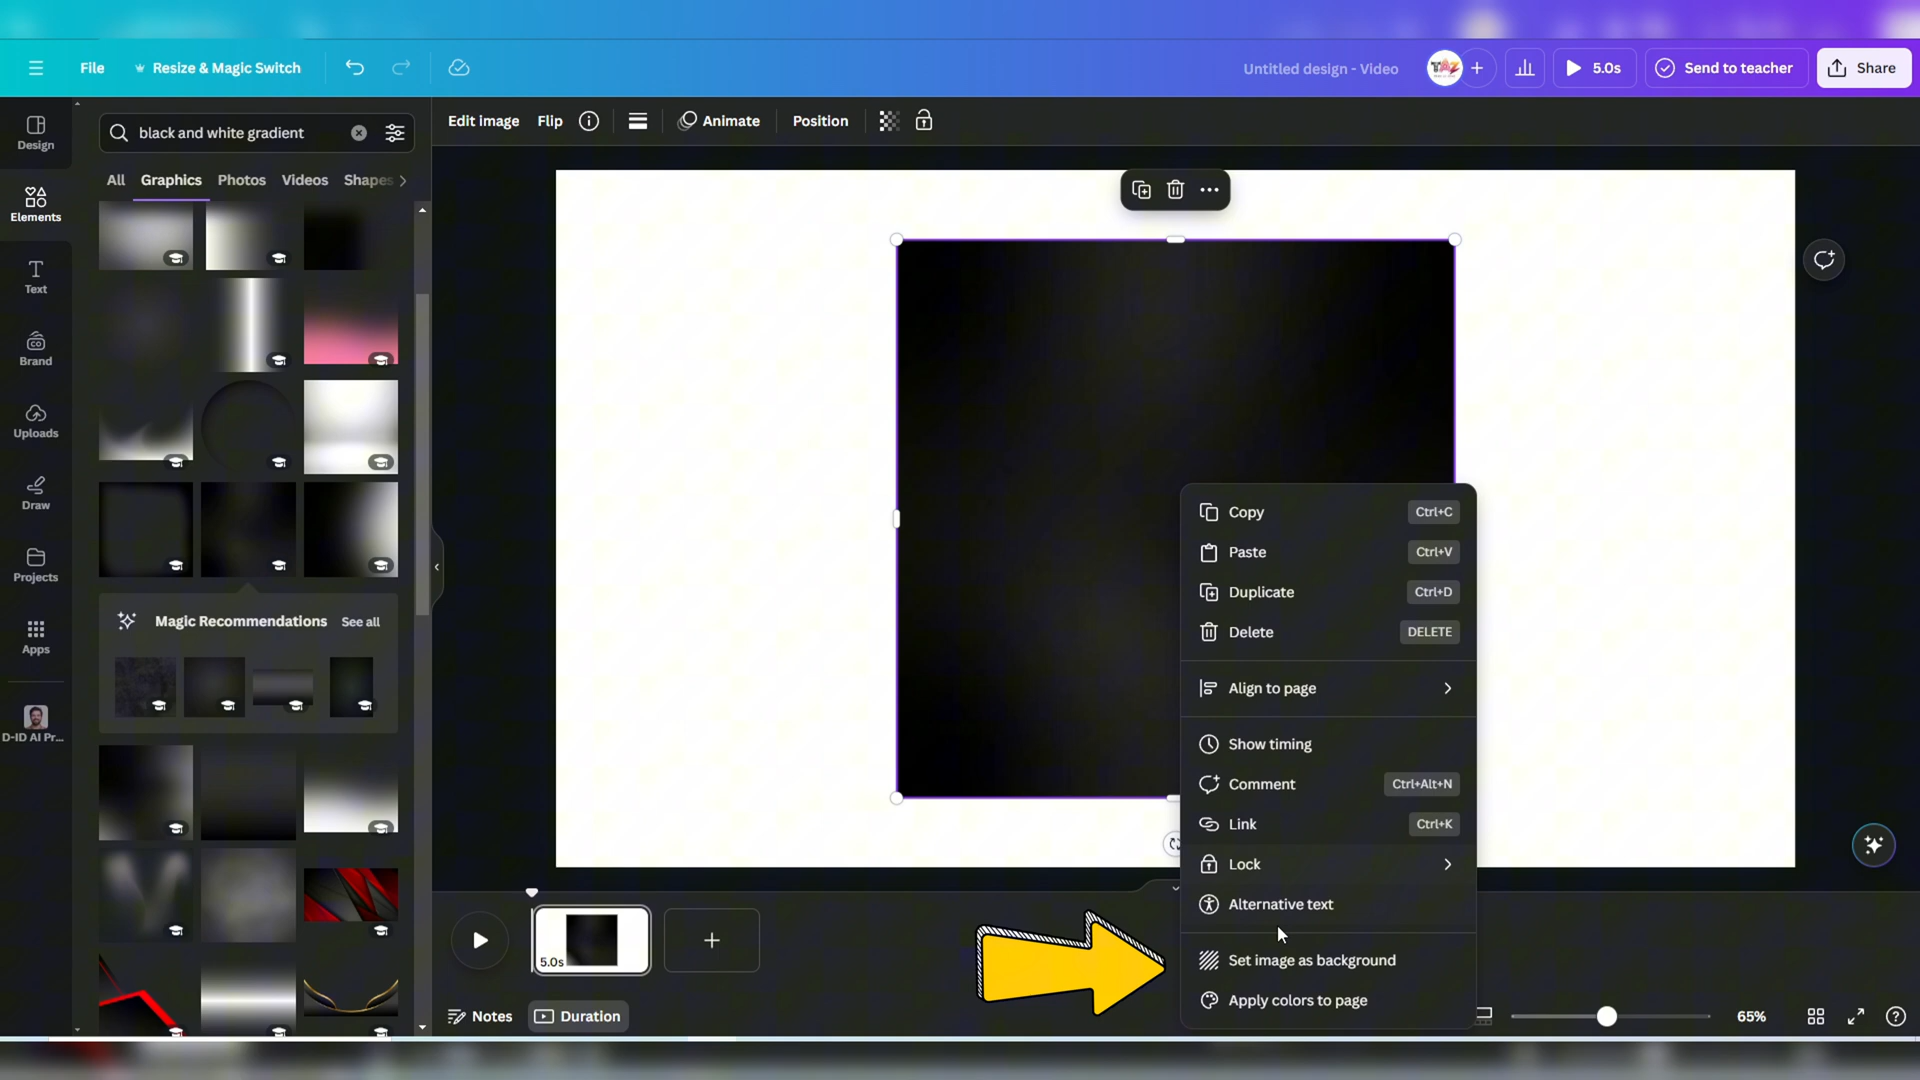 File
Resize & Magic Switch
Untitled design - Video
5.0s
Send to teacher
Share
Design
Elements
Text
Brand
Uploads
Draw
Projects
Apps
D-ID AI Pr...
black and white gradient
All
Graphics
Photos
Videos
Shapes
Magic Recommendations
See all
Edit image
Flip
Animate
Position
Copy Ctrl+C
Paste Ctrl+V
Duplicate Ctrl+D
Delete DELETE
Align to page
Show timing
Comment Ctrl+Alt+N
Link Ctrl+K
Lock
Alternative text
Set image as background
Apply colors to page
5.0s
Notes
Duration
65%